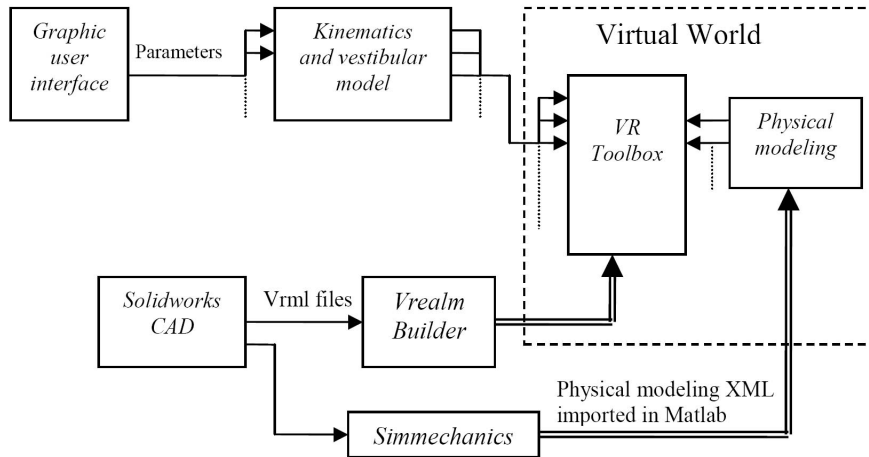 Graphic
user
interface
Parameters
Kinematics
and vestibular
model
Virtual World
VR
Toolbox
Physical
modeling
Solidworks
CAD
Vrml files
Vrealm
Builder
Physical modeling XML
imported in Matlab
Simmechanics